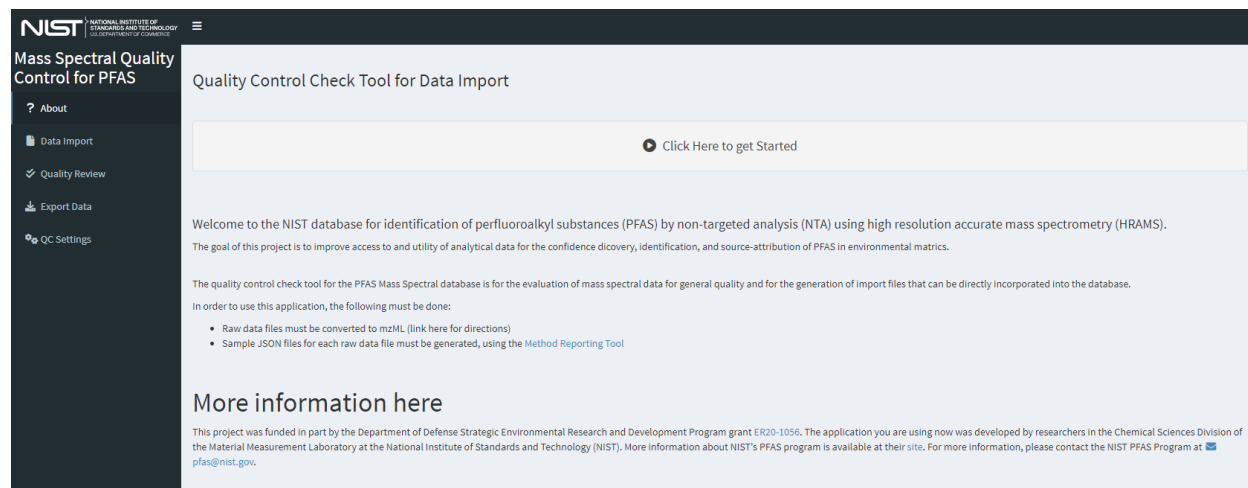 NIST
NATIONAL INSTITUTE OF
STANDARDS AND TECHNOLOGY
U.S. DEPARTMENT OF COMMERCE
Mass Spectral Quality
Control for PFAS
? About
Data Import
Quality Review
Export Data
QC Settings
Quality Control Check Tool for Data Import
Click Here to get Started
Welcome to the NIST database for identification of perfluoroalkyl substances (PFAS) by non-targeted analysis (NTA) using high resolution accurate mass spectrometry (HRAMS).
The goal of this project is to improve access to and utility of analytical data for the confidence dicovery, identification, and source-attribution of PFAS in environmental matrics.
The quality control check tool for the PFAS Mass Spectral database is for the evaluation of mass spectral data for general quality and for the generation of import files that can be directly incorporated into the database.
In order to use this application, the following must be done:
• Raw data files must be converted to mzML (link here for directions)
• Sample JSON files for each raw data file must be generated, using the Method Reporting Tool
More information here
This project was funded in part by the Department of Defense Strategic Environmental Research and Development Program grant ER20-1056. The application you are using now was developed by researchers in the Chemical Sciences Division of
the Material Measurement Laboratory at the National Institute of Standards and Technology (NIST). More information about NIST's PFAS program is available at their site. For more information, please contact the NIST PFAS Program at
pfas@nist.gov.